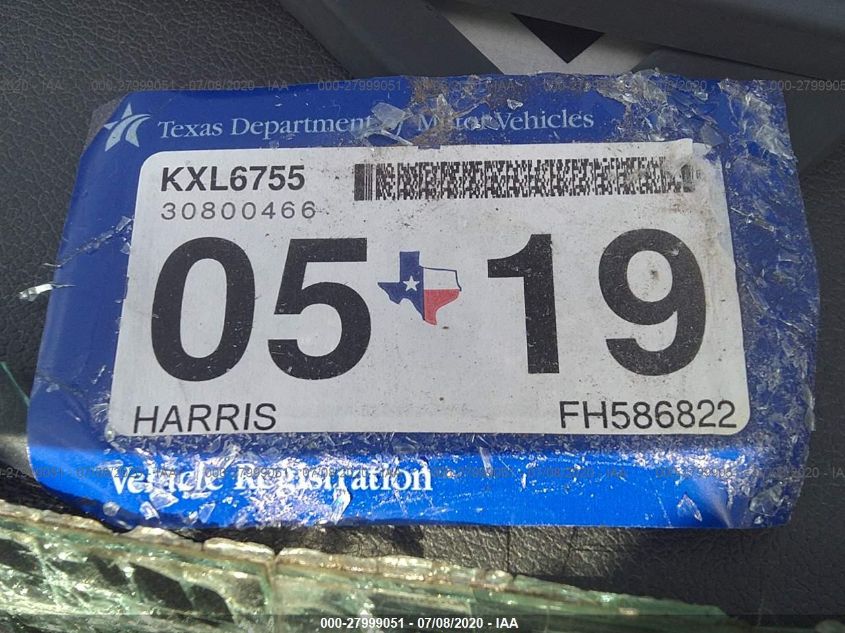 Texas Department of Motor Vehicles
KXL6755
30800466
05 19
HARRIS
FH586822
Vehicle Registration
000-27999051 - 07/08/2020 - IAA